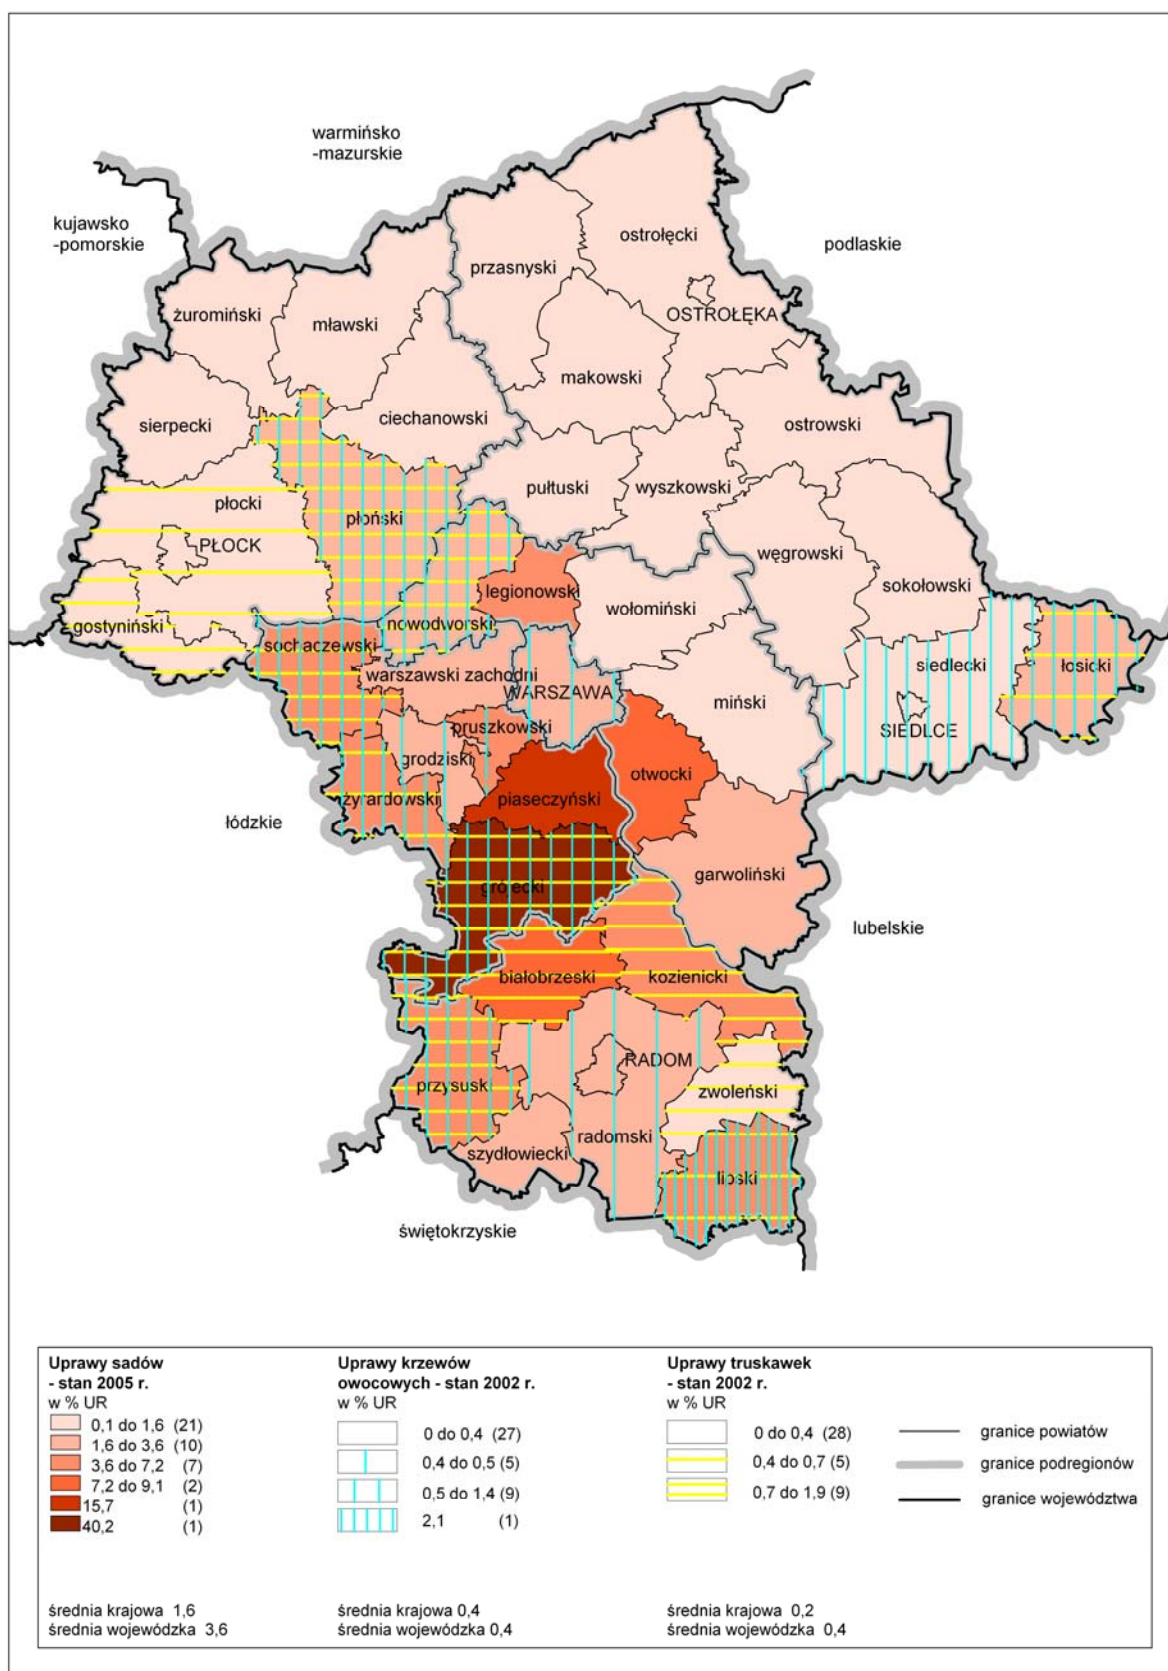 warmińsko
-mazurskie
kujawsko
-pomorskie
podlaskie
ostrołęcki
przasnyski
OSTROŁĘKA
żuromiński
mławski
makowski
ciechanowski
sierpecki
ostrowski
pułtuski
wyszkowski
płocki
płoński
PŁOCK
węgrowski
sokołowski
legionowski
wołomiński
gostyniński
nowodworski
sochaczewski
siedlecki
łosicki
warszawski zachodni
WARSZAWA
miński
SIEDLCE
pruszkowski
grodziski
otwocki
żyrardowski
piaseczyński
łódzkie
grójecki
garwoliński
lubelskie
białobrzeski
kozienicki
RADOM
przysuski
zwoleński
radomski
szydłowiecki
lipski
świętokrzyskie
Uprawy sadów
- stan 2005 r.
w % UR
0,1 do 1,6 (21)
1,6 do 3,6 (10)
3,6 do 7,2 (7)
7,2 do 9,1 (2)
15,7 (1)
40,2 (1)
średnia krajowa 1,6
średnia wojewódzka 3,6
Uprawy krzewów
owocowych - stan 2002 r.
w % UR
0 do 0,4 (27)
0,4 do 0,5 (5)
0,5 do 1,4 (9)
2,1 (1)
średnia krajowa 0,4
średnia wojewódzka 0,4
Uprawy truskawek
- stan 2002 r.
w % UR
0 do 0,4 (28)
0,4 do 0,7 (5)
0,7 do 1,9 (9)
średnia krajowa 0,2
średnia wojewódzka 0,4
granice powiatów
granice podregionów
granice województwa